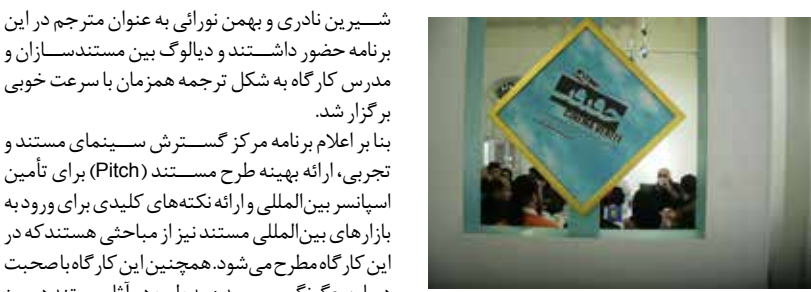 شیرین نادری و بهمن نورائی به عنوان مترجم در این
برنامه حضور داشتند و دیالوگ بین مستندسازان و
مدرس کارگاه به شکل ترجمه همزمان با سرعت خوبی
برگزار شد.
بنا بر اعلام برنامه مرکز گسترش سینمای مستند و
تجربی، ارائه بهینه طرح مستند (Pitch) برای تأمین
اسپانسر بین‌المللی و ارائه نکته‌های کلیدی برای ورود به
بازارهای بین‌المللی مستند نیز از مباحثی هستند که در
این کارگاه مطرح می‌شود. همچنین این کارگاه با صحبت
حقیقت
CINEMA VERITE